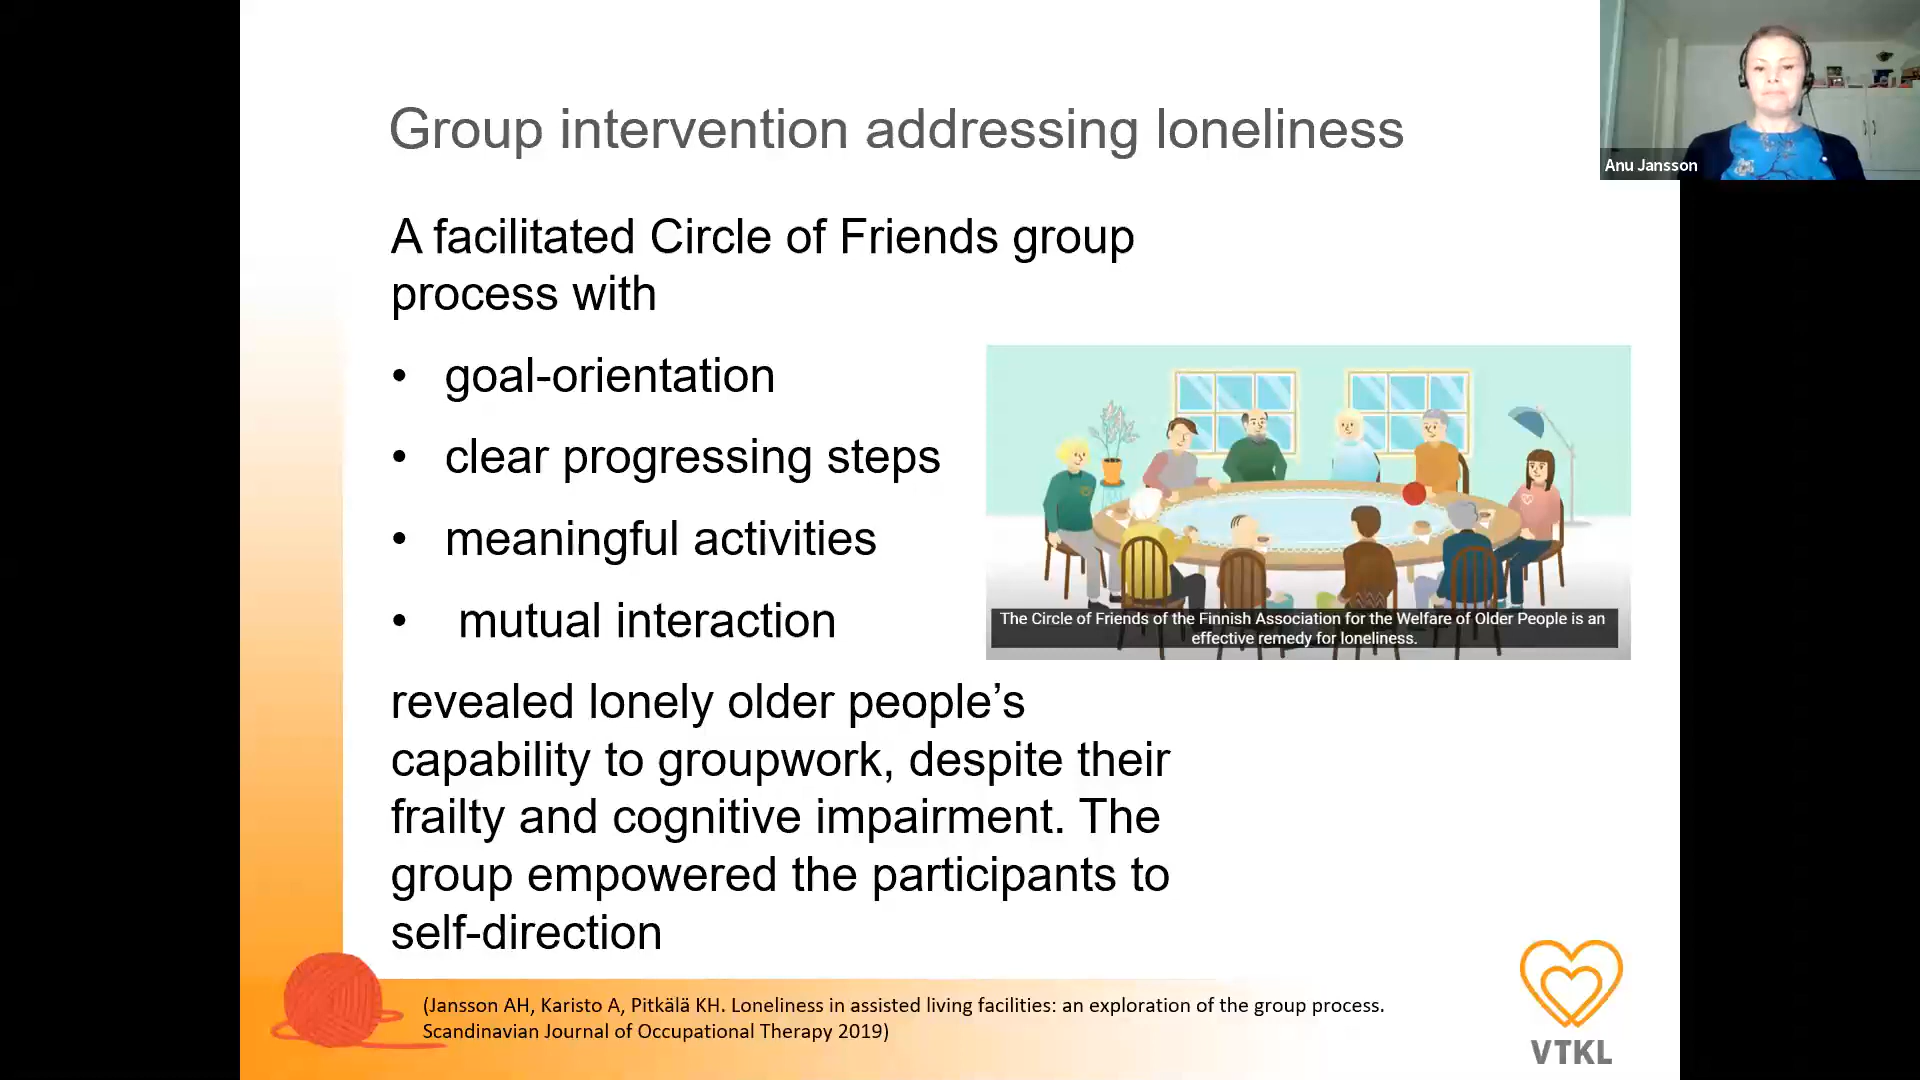 Group intervention addressing loneliness
Anu Jansson
A facilitated Circle of Friends group
process with
• goal-orientation
• clear progressing steps
• meaningful activities
• mutual interaction
The Circle of Friends of the Finnish Association for the Welfare of Older People is an
effective remedy for loneliness.
revealed lonely older people’s
capability to groupwork, despite their
frailty and cognitive impairment. The
group empowered the participants to
self-direction
(Jansson AH, Karisto A, Pitkälä KH. Loneliness in assisted living facilities: an exploration of the group process.
Scandinavian Journal of Occupational Therapy 2019)
VTKL